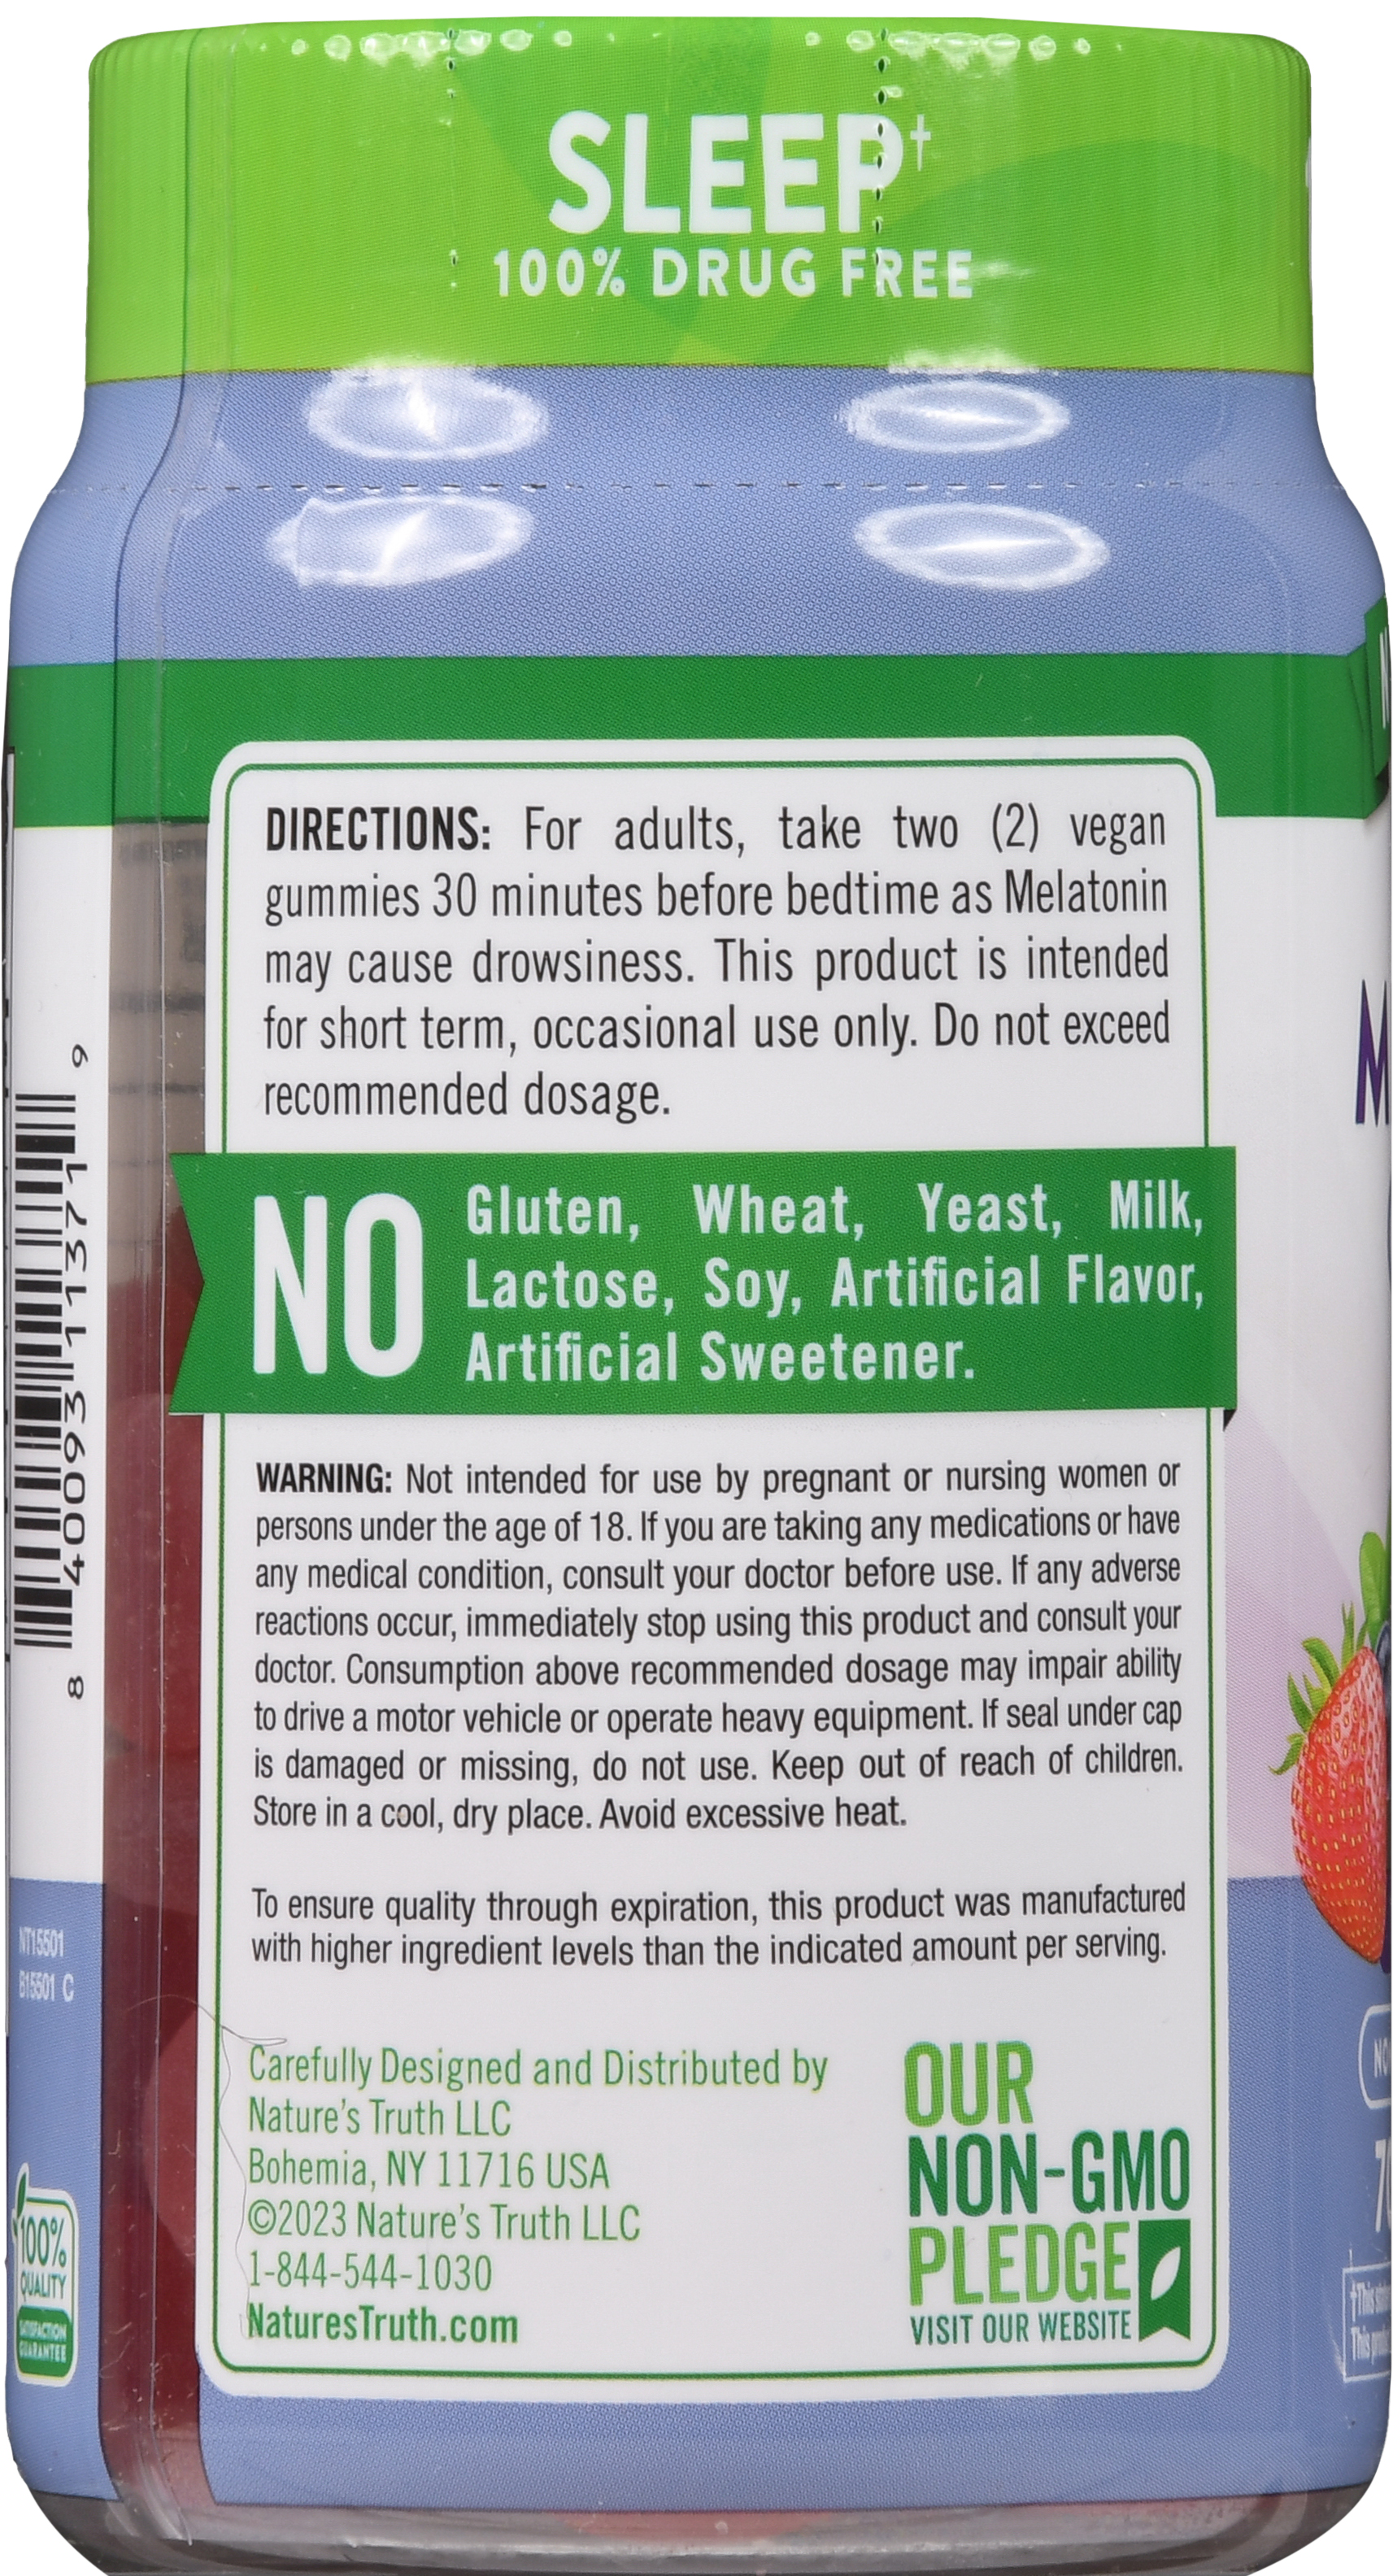 SLEEP†
100% DRUG FREE
DIRECTIONS: For adults, take two (2) vegan
gummies 30 minutes before bedtime as Melatonin
may cause drowsiness. This product is intended
for short term, occasional use only. Do not exceed
recommended dosage.
NO
Gluten, Wheat, Yeast, Milk,
Lactose, Soy, Artificial Flavor,
Artificial Sweetener.
WARNING: Not intended for use by pregnant or nursing women or
persons under the age of 18. If you are taking any medications or have
any medical condition, consult your doctor before use. If any adverse
reactions occur, immediately stop using this product and consult your
doctor. Consumption above recommended dosage may impair ability
to drive a motor vehicle or operate heavy equipment. If seal under cap
is damaged or missing, do not use. Keep out of reach of children.
Store in a cool, dry place. Avoid excessive heat.
To ensure quality through expiration, this product was manufactured
with higher ingredient levels than the indicated amount per serving.
Carefully Designed and Distributed by
Nature's Truth LLC
Bohemia, NY 11716 USA
©2023 Nature's Truth LLC
1-844-544-1030
NaturesTruth.com
OUR
NON-GMO
PLEDGE
VISIT OUR WEBSITE
8 40093 11371 9
NT15501
B15501 C
100%
QUALITY
SATISFACTION
GUARANTEE
M
†This
This